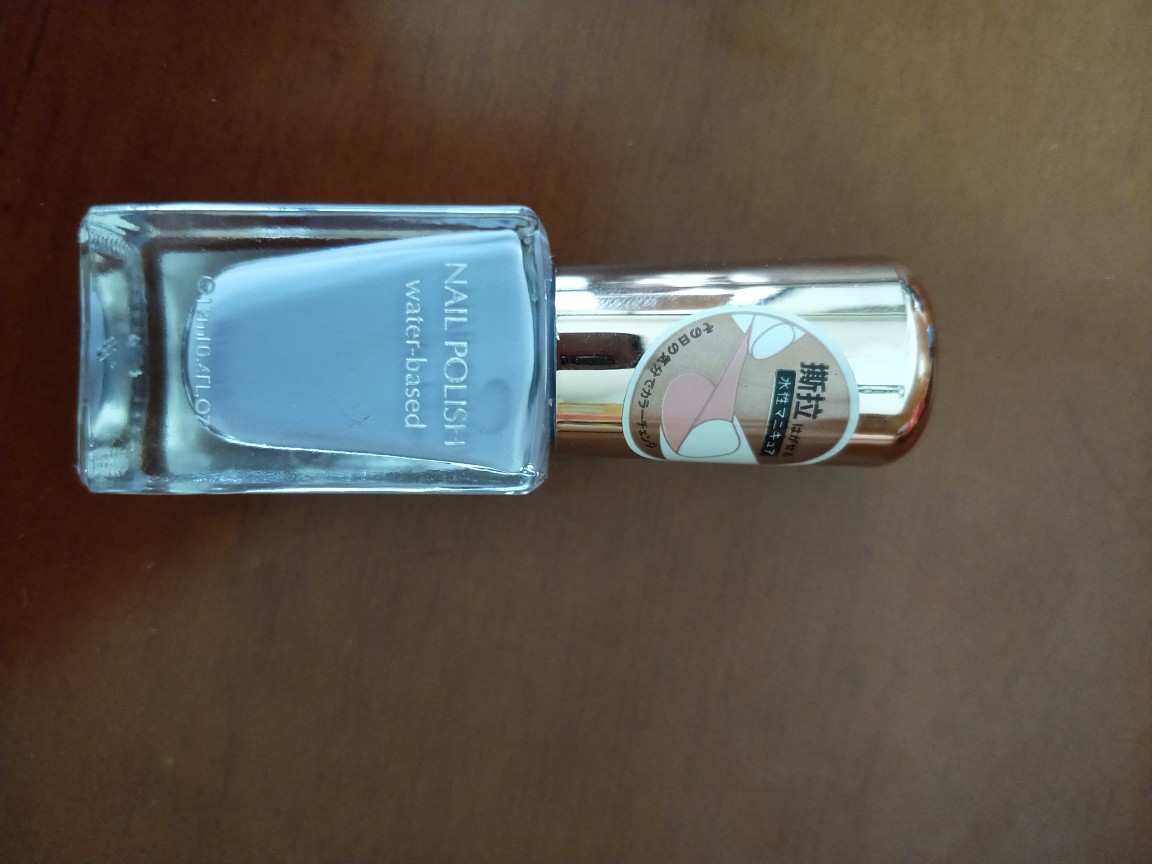 NAIL POLISH
water-based
℮12ml 0.4FL.OZ
撕拉 はがせる
水性マニキュア
その日の気分でカラーチェンジ